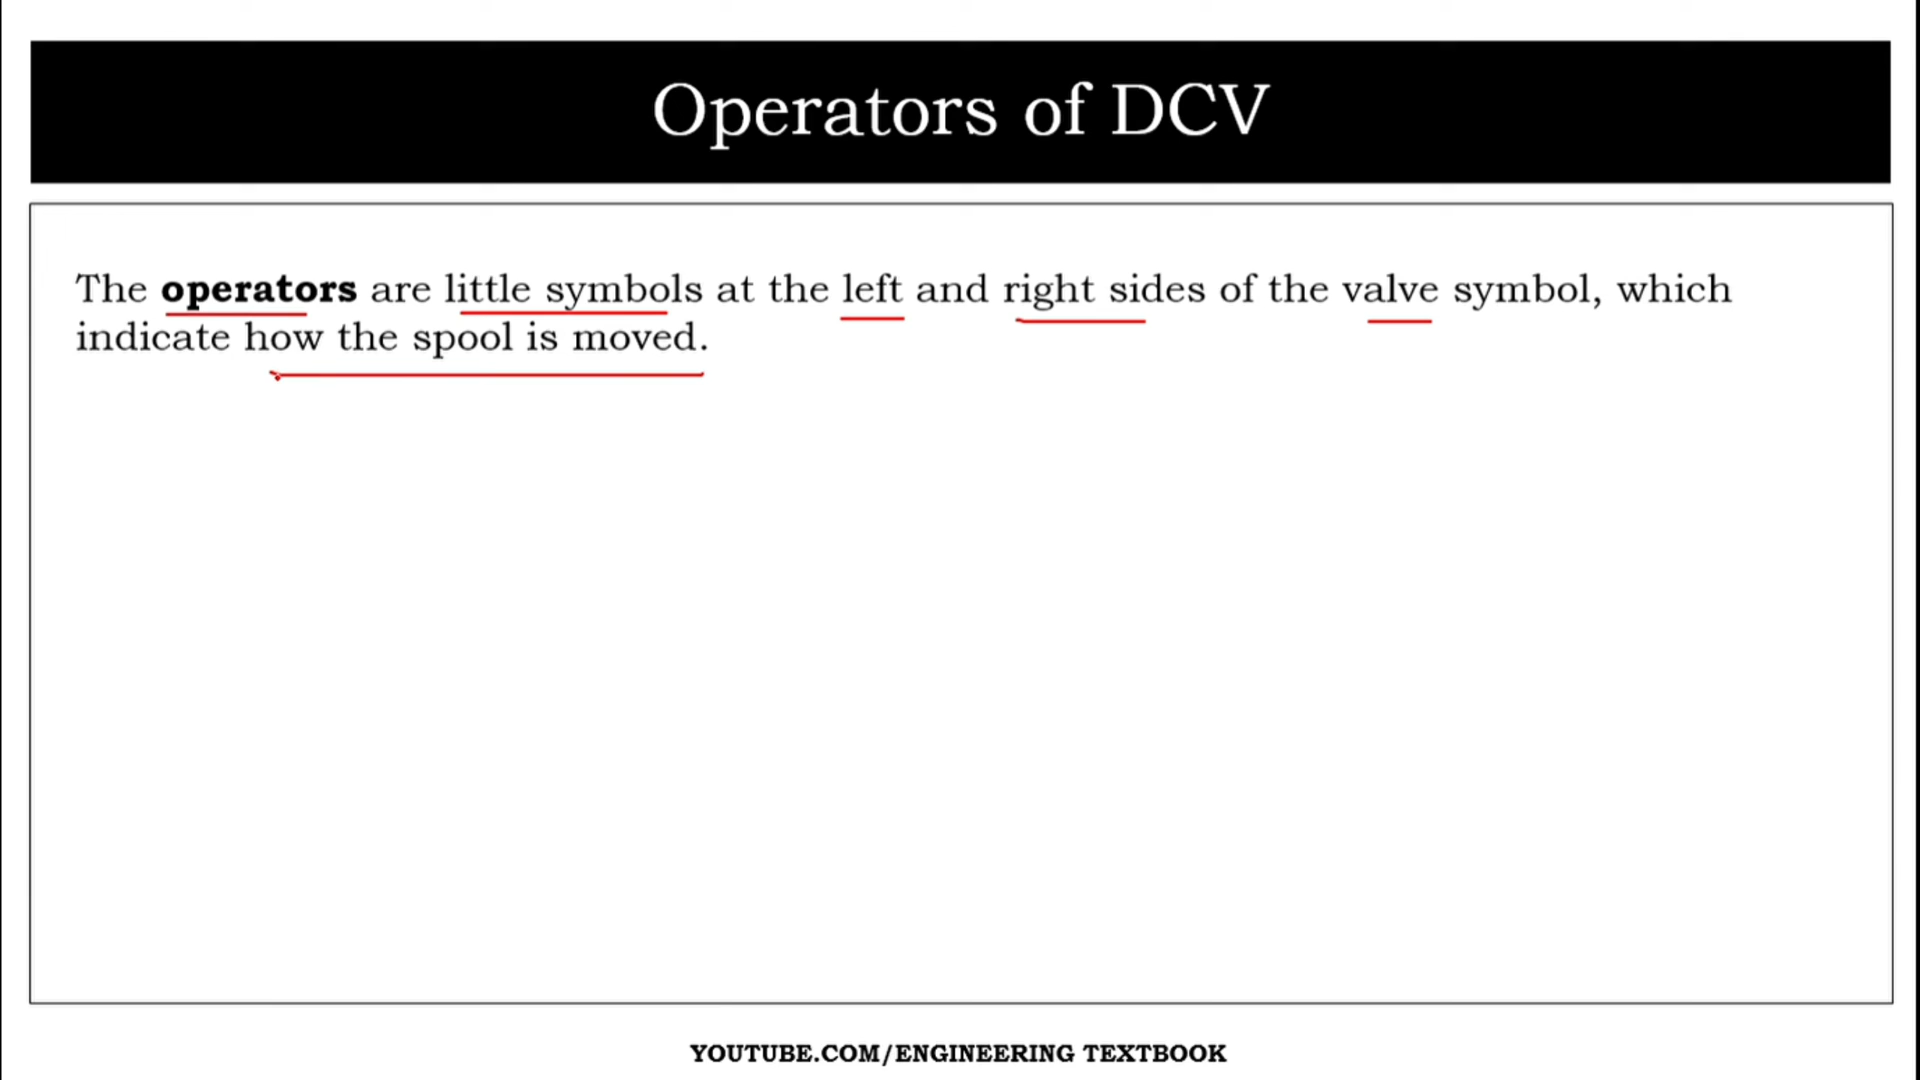 Operators of DCV
The operators are little symbols at the left and right sides of the valve symbol, which
indicate how the spool is moved.
YOUTUBE.COM/ENGINEERING TEXTBOOK